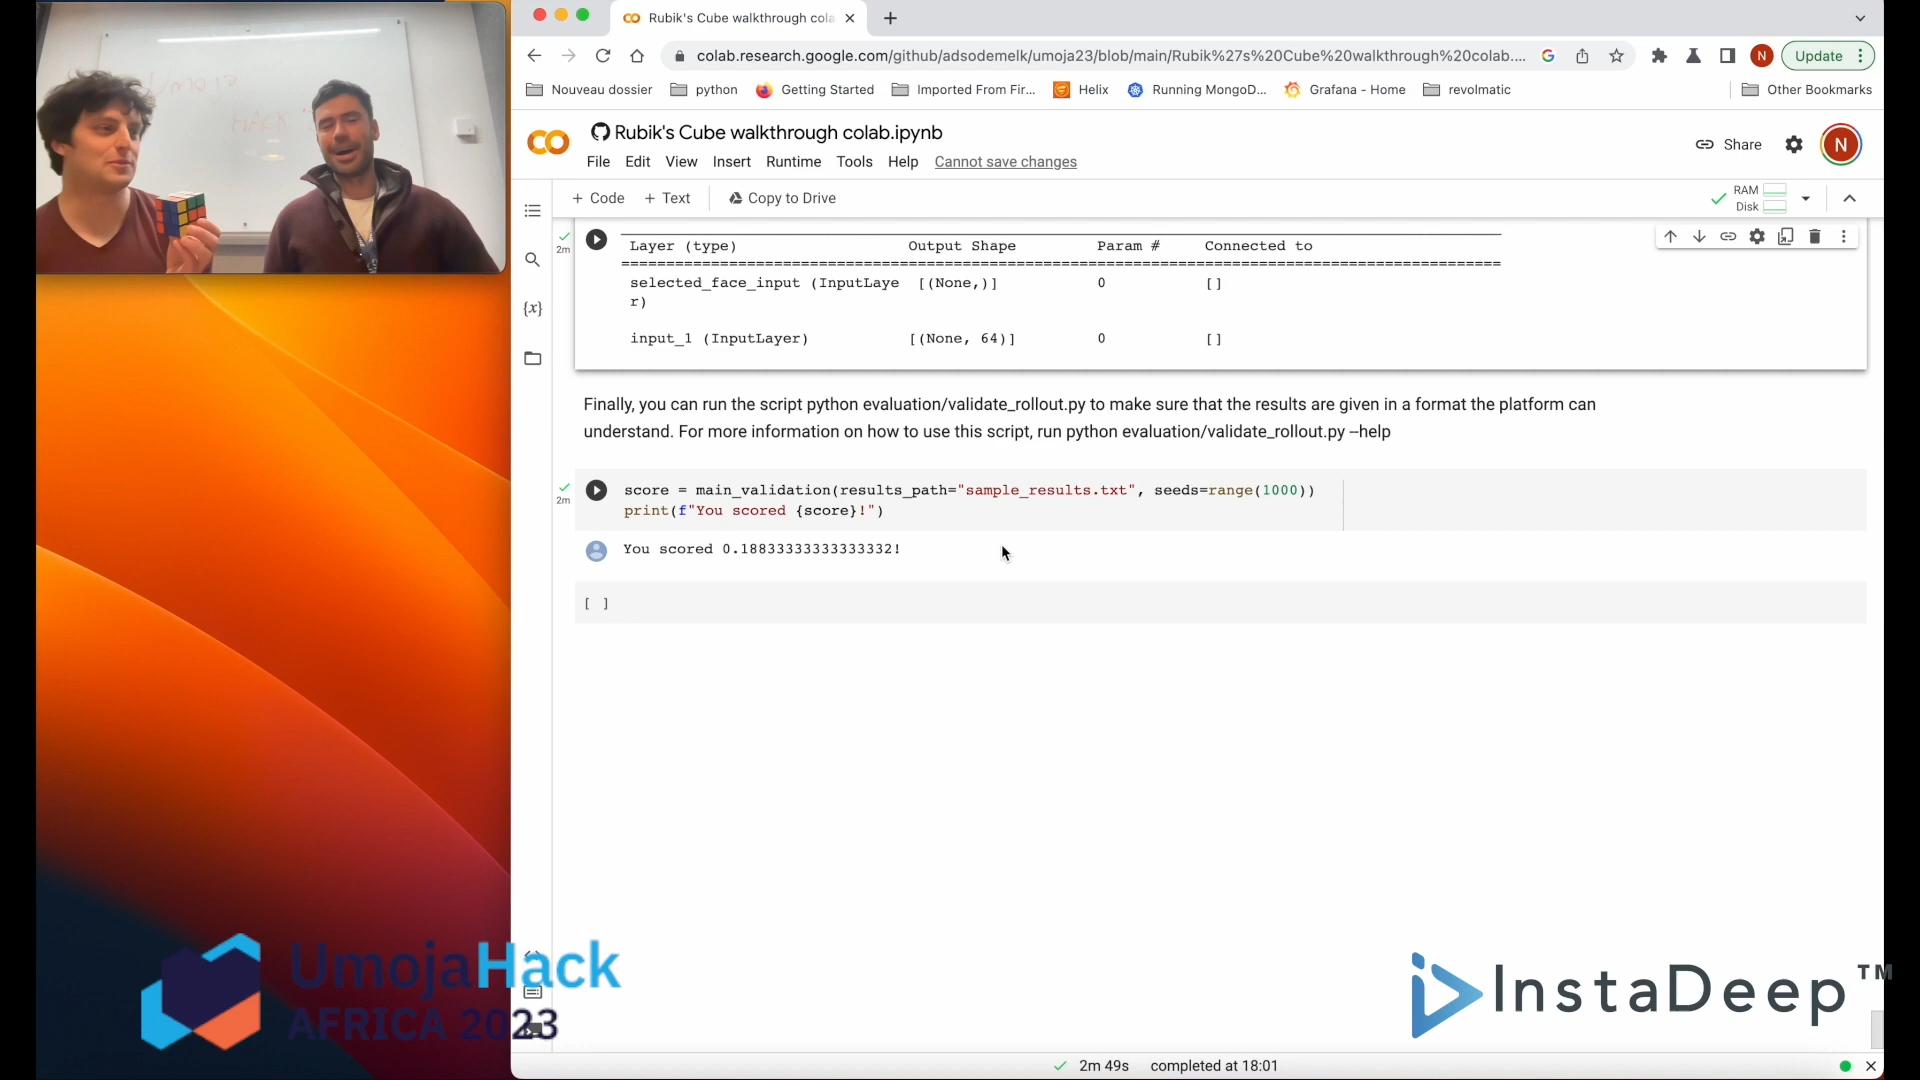 Umoja
HACK
Rubik's Cube walkthrough cola
colab.research.google.com/github/adsodemelk/umoja23/blob/main/Rubik%27s%20Cube%20walkthrough%20colab....
Update
Nouveau dossier
python
Getting Started
Imported From Fir...
Helix
Running MongoD...
Grafana - Home
revolmatic
Other Bookmarks
Rubik's Cube walkthrough colab.ipynb
Share
N
File Edit View Insert Runtime Tools Help Cannot save changes
+ Code + Text Copy to Drive
RAM
Disk
2m
Layer (type) Output Shape Param # Connected to
selected_face_input (InputLaye [(None,)] 0 []
r)
input_1 (InputLayer) [(None, 64)] 0 []
Finally, you can run the script python evaluation/validate_rollout.py to make sure that the results are given in a format the platform can
understand. For more information on how to use this script, run python evaluation/validate_rollout.py --help
2m
score = main_validation(results_path="sample_results.txt", seeds=range(1000))
print(f"You scored {score}!")
You scored 0.18833333333333332!
[ ]
UmojaHack
AFRICA 2023
InstaDeep™
2m 49s completed at 18:01